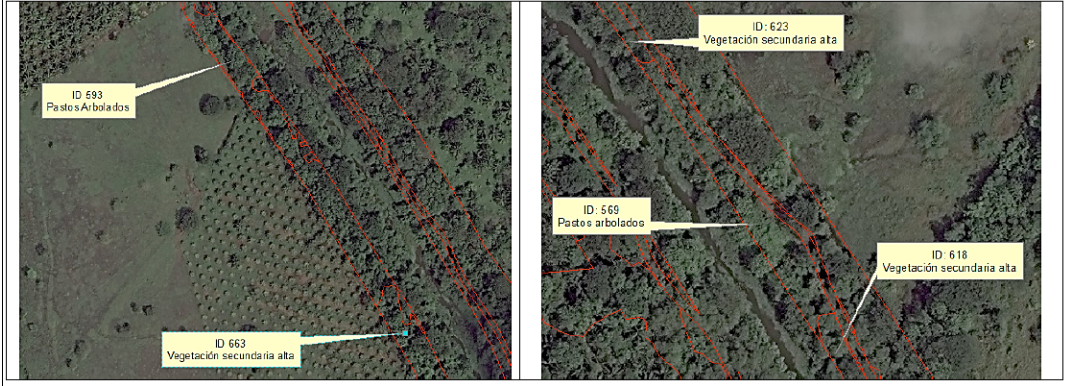 ID 593
Pastos Arbolados
ID 663
Vegetación secundaria alta
ID: 623
Vegetación secundaria alta
ID: 569
Pastos arbolados
ID: 618
Vegetación secundaria alta